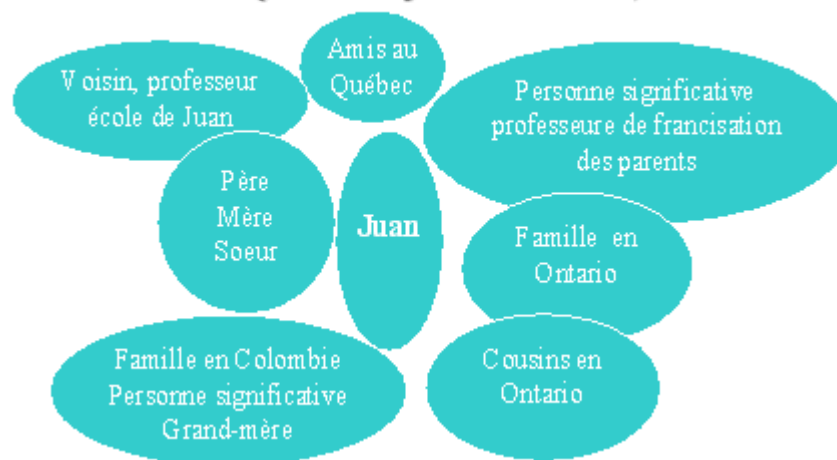 Amis au
Québec
Voisin, professeur
école de Juan
Personne significative
professeure de francisation
des parents
Père
Mère
Soeur
Juan
Famille en
Ontario
Famille en Colombie
Personne significative
Grand-mère
Cousins en
Ontario